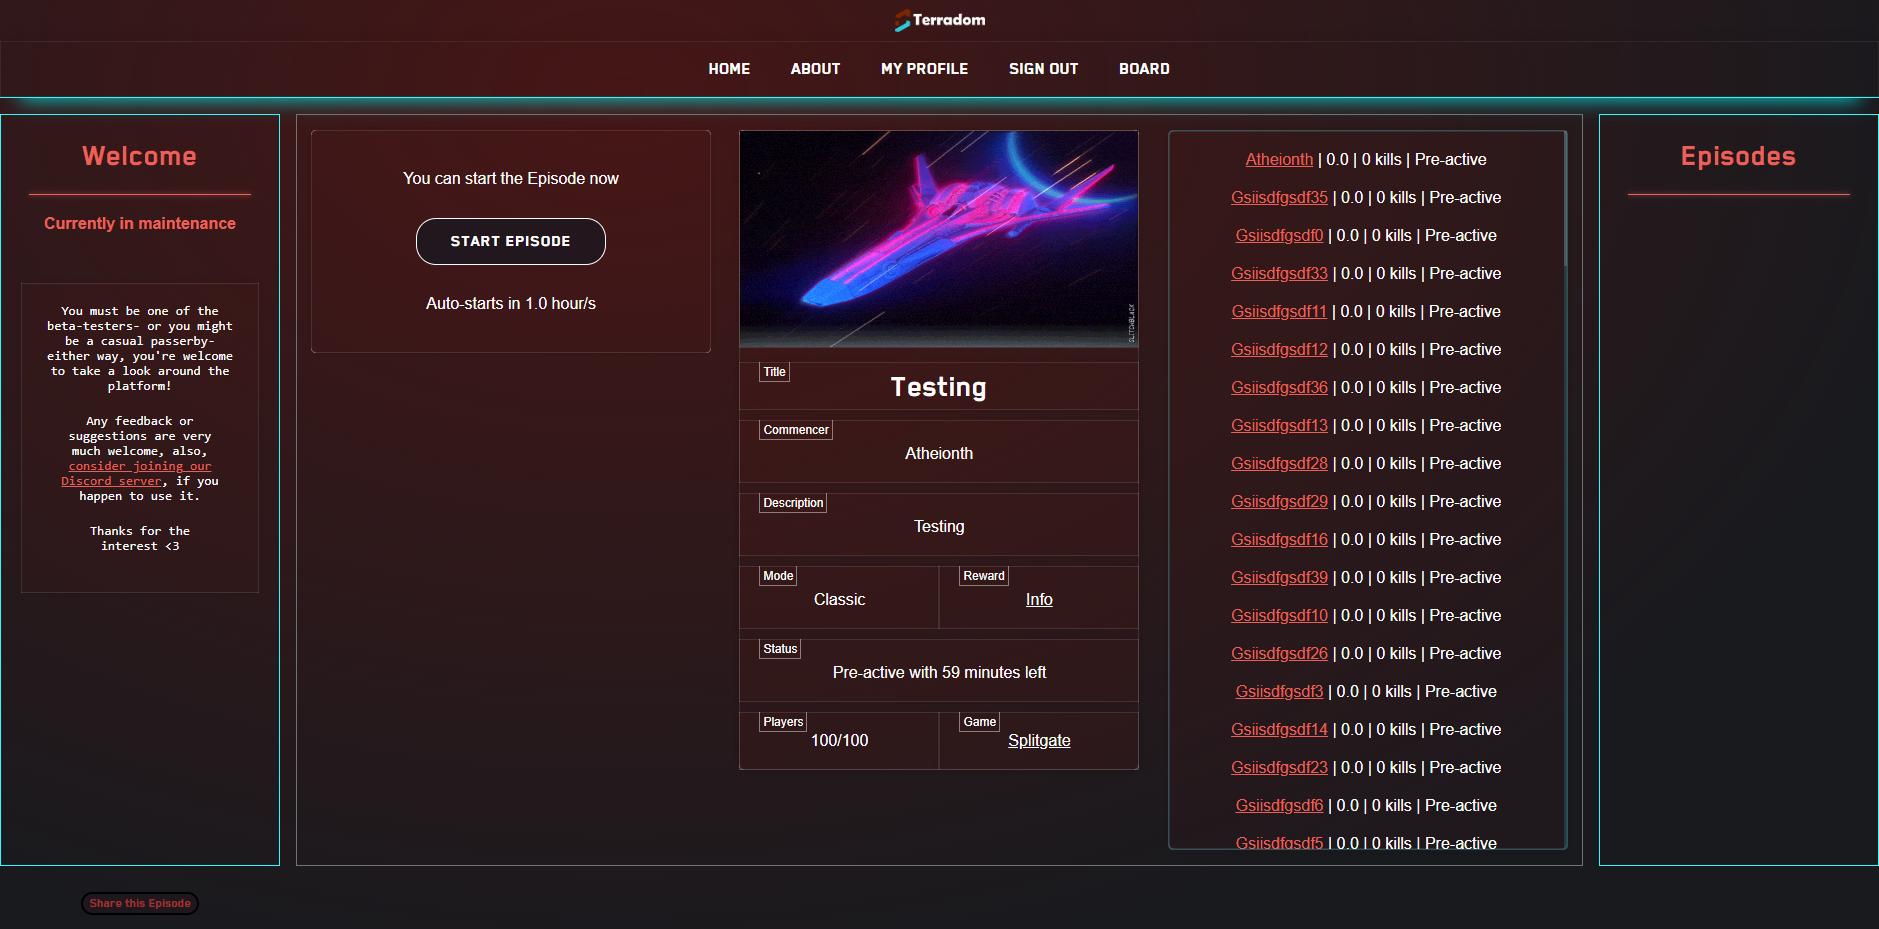 Terradom
HOME
ABOUT
MY PROFILE
SIGN OUT
BOARD
Welcome
Currently in maintenance
You must be one of the
beta-testers- or you might
be a casual passerby-
either way, you're welcome
to take a look around the
platform!
Any feedback or
suggestions are very
much welcome, also,
consider joining our
Discord server, if you
happen to use it.
Thanks for the
interest <3
You can start the Episode now
START EPISODE
Auto-starts in 1.0 hour/s
GLITCHBLACK
Title
Testing
Commencer
Atheionth
Description
Testing
Mode
Classic
Reward
Info
Status
Pre-active with 59 minutes left
Players
100/100
Game
Splitgate
Atheionth | 0.0 | 0 kills | Pre-active
Gsiisdfgsdf35 | 0.0 | 0 kills | Pre-active
Gsiisdfgsdf0 | 0.0 | 0 kills | Pre-active
Gsiisdfgsdf33 | 0.0 | 0 kills | Pre-active
Gsiisdfgsdf11 | 0.0 | 0 kills | Pre-active
Gsiisdfgsdf12 | 0.0 | 0 kills | Pre-active
Gsiisdfgsdf36 | 0.0 | 0 kills | Pre-active
Gsiisdfgsdf13 | 0.0 | 0 kills | Pre-active
Gsiisdfgsdf28 | 0.0 | 0 kills | Pre-active
Gsiisdfgsdf29 | 0.0 | 0 kills | Pre-active
Gsiisdfgsdf16 | 0.0 | 0 kills | Pre-active
Gsiisdfgsdf39 | 0.0 | 0 kills | Pre-active
Gsiisdfgsdf10 | 0.0 | 0 kills | Pre-active
Gsiisdfgsdf26 | 0.0 | 0 kills | Pre-active
Gsiisdfgsdf3 | 0.0 | 0 kills | Pre-active
Gsiisdfgsdf14 | 0.0 | 0 kills | Pre-active
Gsiisdfgsdf23 | 0.0 | 0 kills | Pre-active
Gsiisdfgsdf6 | 0.0 | 0 kills | Pre-active
Gsiisdfgsdf5 | 0.0 | 0 kills | Pre-active
Episodes
Share this Episode